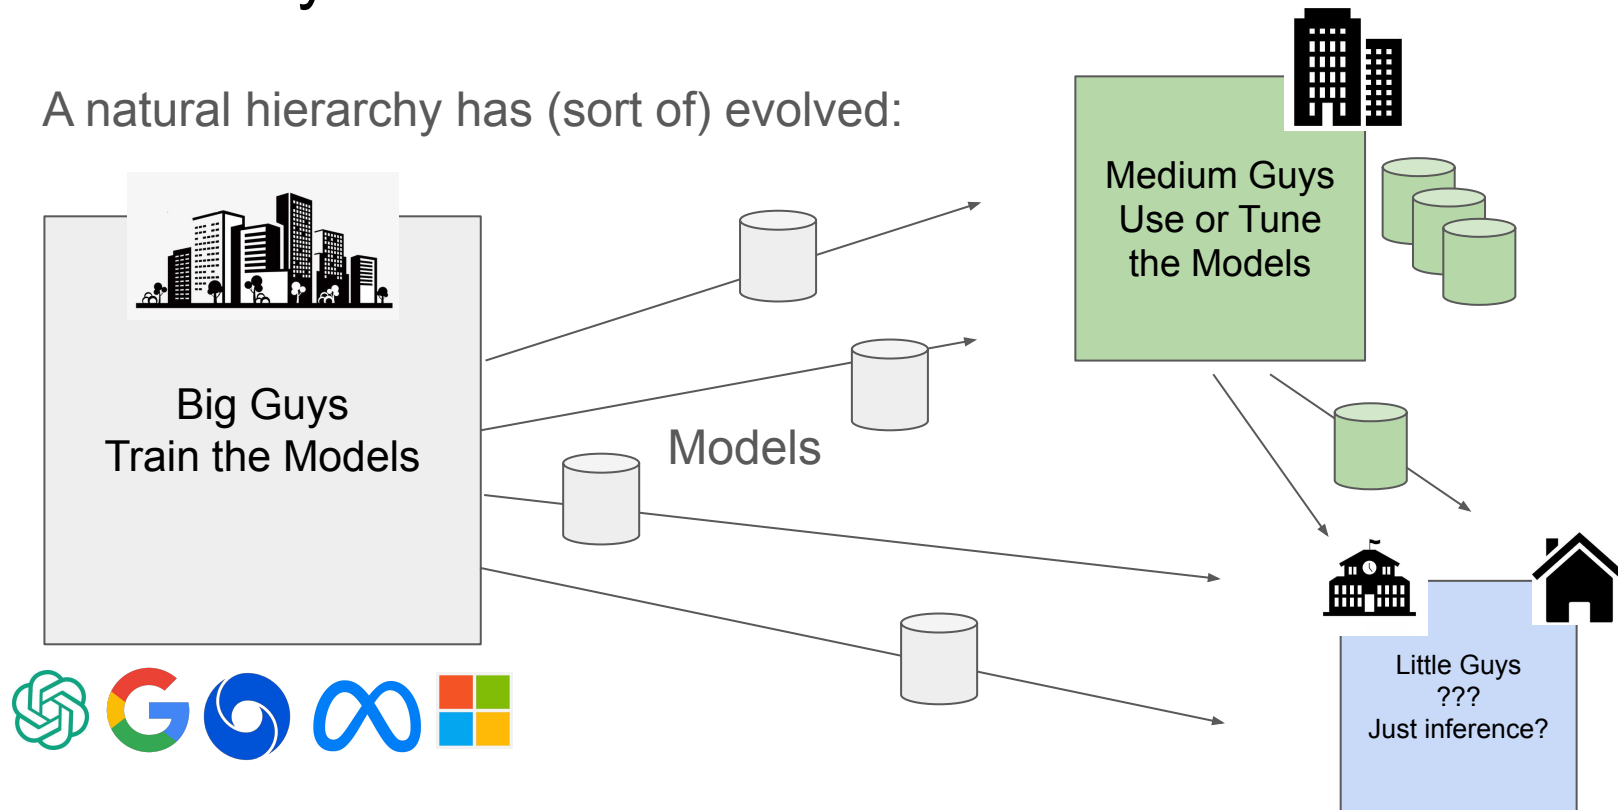 A natural hierarchy has (sort of) evolved:
Big Guys
Train the Models
Models
Medium Guys
Use or Tune
the Models
Little Guys
???
Just inference?